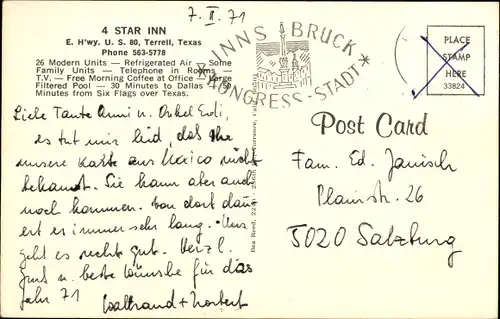 7. II. 71
4 STAR INN
E. H'wy. U. S. 80, Terrell, Texas
Phone 563-5778
26 Modern Units — Refrigerated Air — Some
Family Units — Telephone in Rooms —
T.V. — Free Morning Coffee at Office — Large
Filtered Pool — 30 Minutes to Dallas
Minutes from Six Flags over Texas.
INNSBRUCK
KONGRESS-STADT*
PLACE
STAMP
HERE
33824
Post Card
Liebe Tante Anni u. Onkel Edi,
es tut mir leid, daß Ihr
unsere Karte aus Mexico nicht
bekamt. Sie kann aber auch
noch kommen. Von dort dau-
ert es immer sehr lang. Uns
geht es recht gut. Herzl.
Gruß u. beste Wünsche für das
Jahr 71
Waltraud + Norbert
Fam. Ed. Janisch
Plainstr. 26
5020 Salzburg